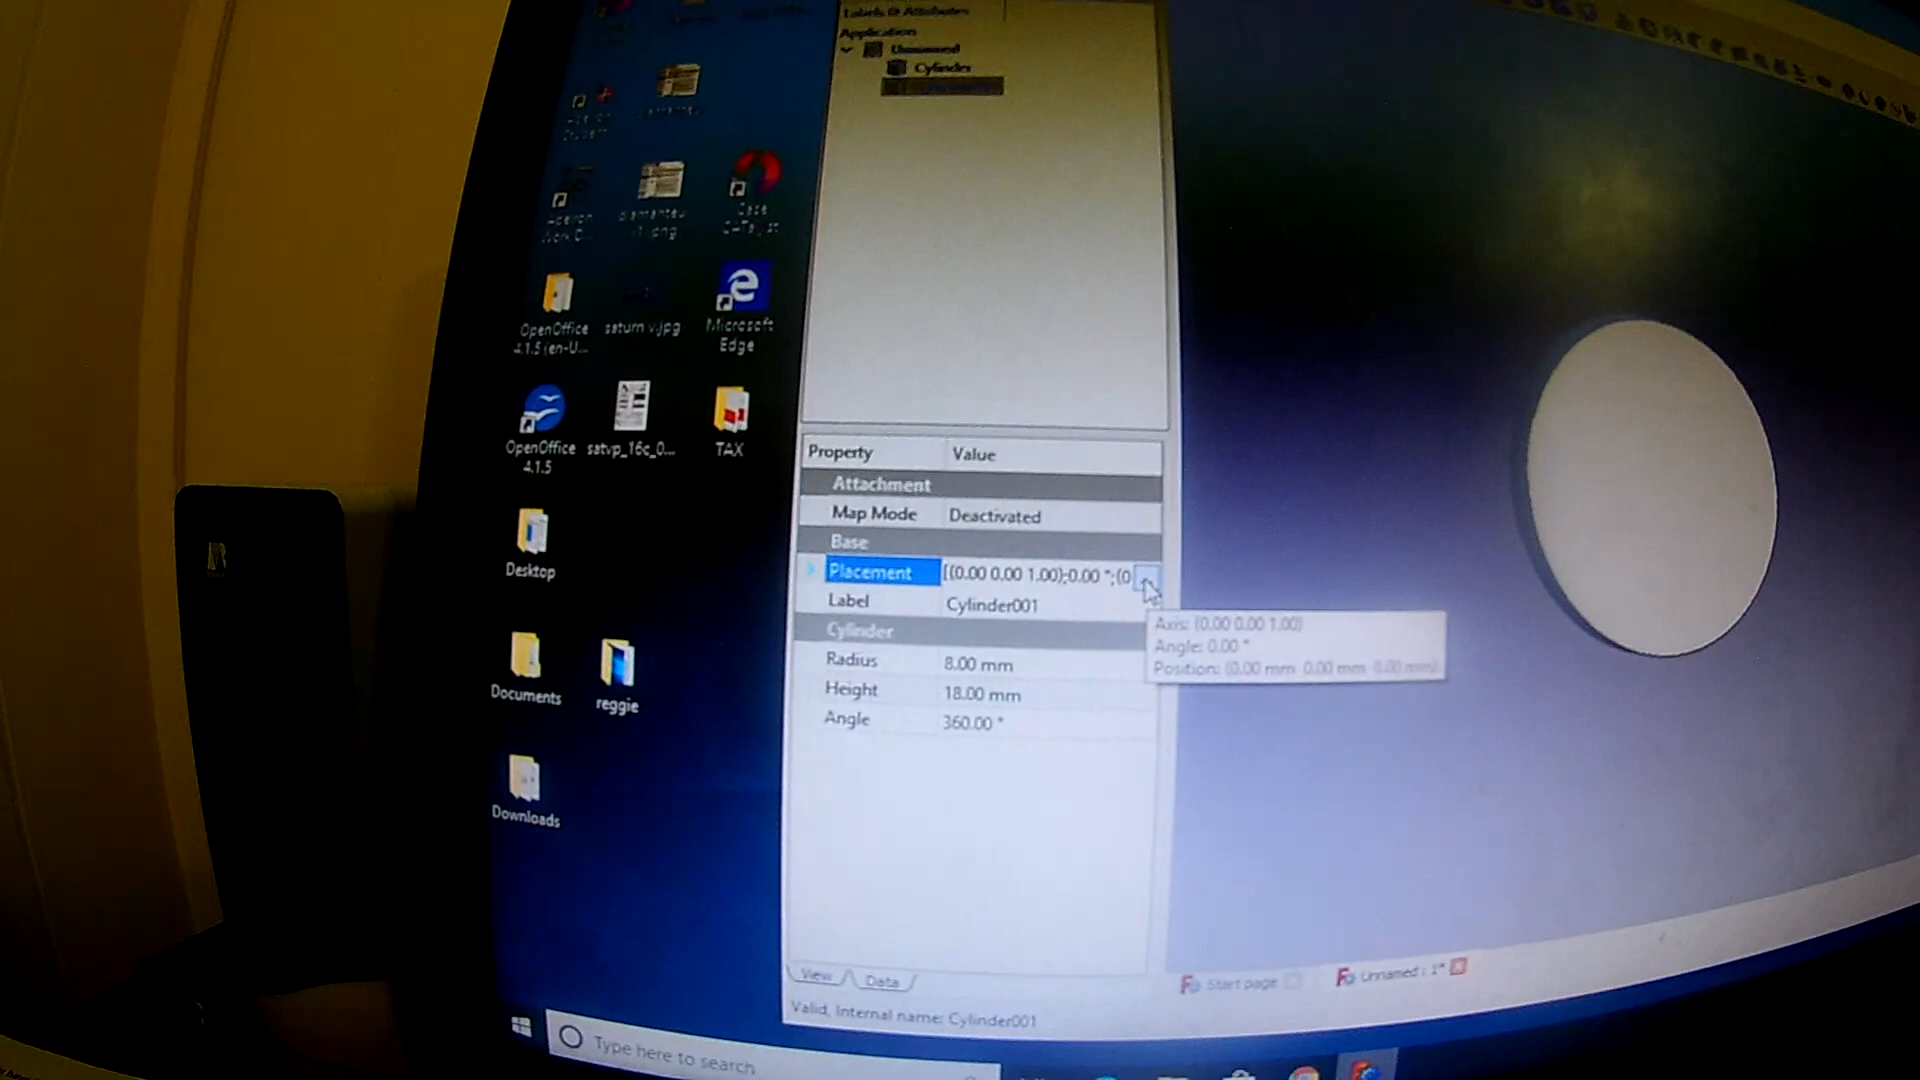 Labels & Attributes
Application
Unnamed
Cylinder
Property Value
Attachment
Map Mode Deactivated
Base
Placement [(0.00 0.00 1.00);0.00 °;(0
Label Cylinder001
Cylinder
Radius 8.00 mm
Height 18.00 mm
Angle 360.00 °
Axis: (0.00 0.00 1.00)
Angle: 0.00 °
Position: (0.00 mm 0.00 mm 0.00 mm)
View Data
Valid, Internal name: Cylinder001
Start page
Unnamed : 1*
OpenOffice
4.1.5 (en-U...
saturn v.jpg
Microsoft
Edge
OpenOffice
4.1.5
satvp_16c_0...
TAX
Desktop
Documents
reggie
Downloads
Type here to search